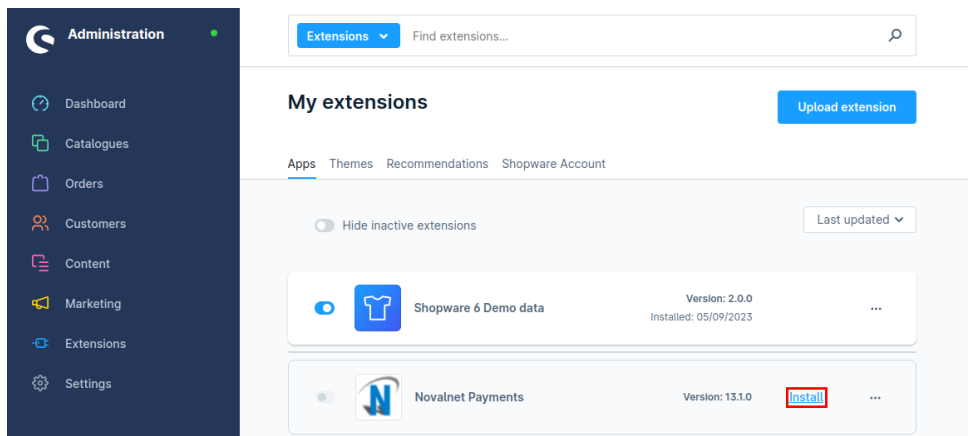 Administration
Extensions
Find extensions...
Dashboard
Catalogues
Orders
Customers
Content
Marketing
Extensions
Settings
My extensions
Upload extension
Apps Themes Recommendations Shopware Account
Hide inactive extensions
Last updated
Shopware 6 Demo data
Version: 2.0.0
Installed: 05/09/2023
Novalnet Payments
Version: 13.1.0
Install